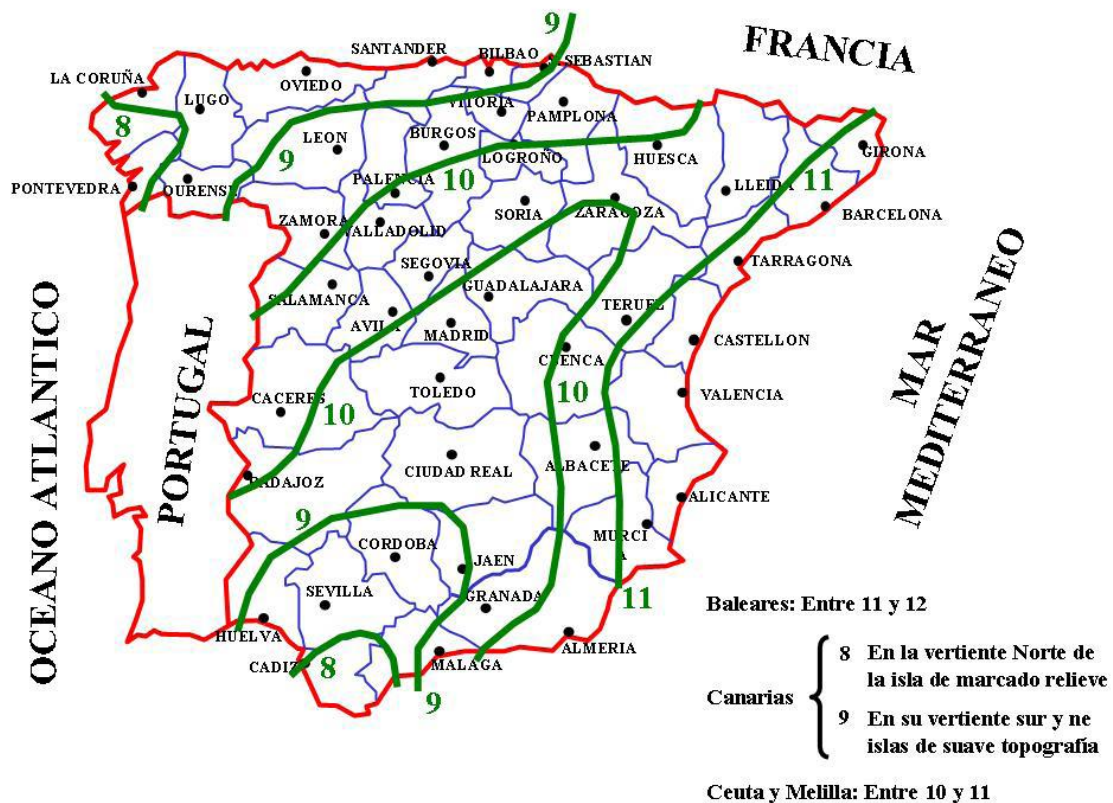 9
FRANCIA
SANTANDER
BILBAO
S.SEBASTIAN
LA CORUÑA
OVIEDO
LUGO
VITORIA
PAMPLONA
8
LEON
BURGOS
LOGROÑO
HUESCA
GIRONA
9
PONTEVEDRA
OURENSE
PALENCIA
10
LLEIDA
11
ZAMORA
VALLADOLID
SORIA
ZARAGOZA
BARCELONA
SEGOVIA
TARRAGONA
SALAMANCA
GUADALAJARA
AVILA
MADRID
TERUEL
CASTELLON
CUENCA
OCEANO ATLANTICO
PORTUGAL
MAR
MEDITERRANEO
CACERES
10
TOLEDO
10
VALENCIA
BADAJOZ
CIUDAD REAL
ALBACETE
ALICANTE
9
CORDOBA
JAEN
MURCI
A
SEVILLA
GRANADA
11
HUELVA
CADIZ
8
MALAGA
ALMERIA
9
Baleares: Entre 11 y 12
Canarias
8 En la vertiente Norte de
la isla de marcado relieve
9 En su vertiente sur y ne
islas de suave topografía
Ceuta y Melilla: Entre 10 y 11